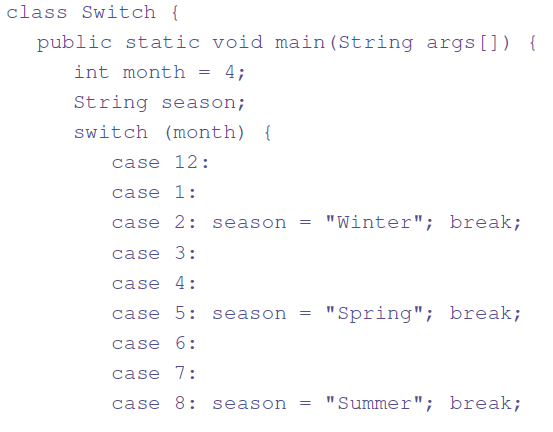 class Switch {
public static void main(String args[]) {
int month = 4;
String season;
switch (month) {
case 12:
case 1:
case 2: season = "Winter"; break;
case 3:
case 4:
case 5: season = "Spring"; break;
case 6:
case 7:
case 8: season = "Summer"; break;